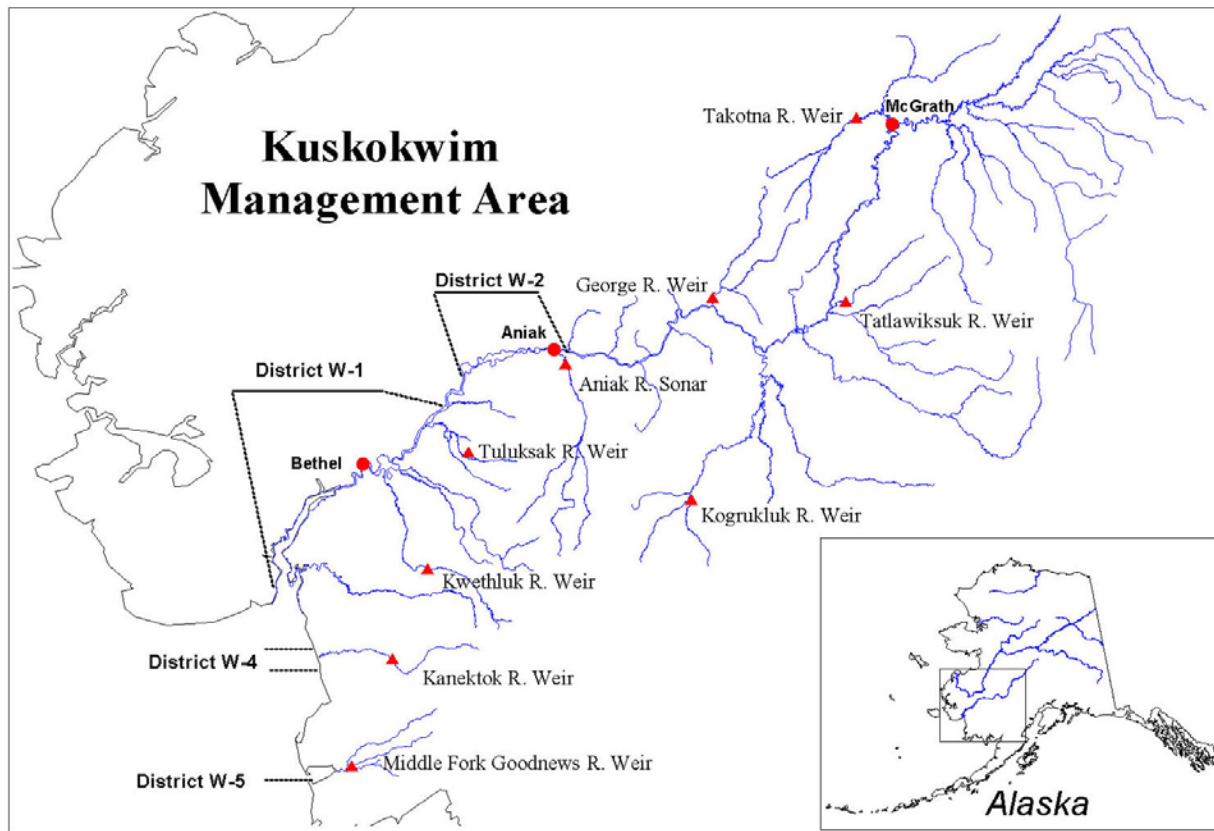 Kuskokwim
Management Area
McGrath
Takotna R. Weir
District W-2
George R. Weir
Tatlawiksuk R. Weir
Aniak
District W-1
Aniak R. Sonar
Tuluksak R. Weir
Bethel
Kogrukluk R. Weir
Kwethluk R. Weir
District W-4
Kanektok R. Weir
Middle Fork Goodnews R. Weir
District W-5
Alaska